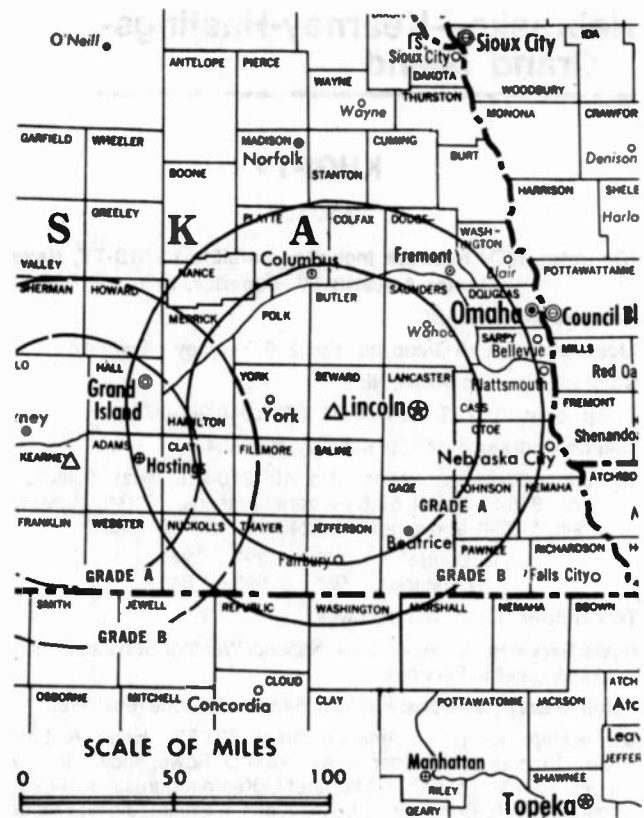 O'Neill
ANTELOPE
PIERCE
Sioux City
Sioux City
IDA
DAKOTA
WOODBURY
WAYNE
THURSTON
Wayne
MONONA
CRAWFOR
GARFIELD
WHEELER
MADISON
Norfolk
CUMING
BURT
Denison
BOONE
STANTON
HARRISON
SHELB
Harla
GREELEY
PLATTE
COLFAX
DODGE
WASH-
INGTON
S K A
VALLEY
NANCE
Columbus
Fremont
Blair
POTTAWATTAMIE
SHERMAN
HOWARD
BUTLER
SAUNDERS
DOUGLAS
MERRICK
POLK
Omaha
Council Bl
Wahoo
SARPY
Bellevue
MILLS
HALL
Grand
Island
YORK
York
SEWARD
LANCASTER
Plattsmouth
Red Oa
CASS
FREMONT
HAMILTON
Lincoln
OTOE
Shenando
KEARNEY
ADAMS
Hastings
CLAY
FILLMORE
SALINE
Nebraska City
ATCHISO
GAGE
JOHNSON
NEMAHA
GRADE A
FRANKLIN
WEBSTER
NUCKOLLS
THAYER
JEFFERSON
Beatrice
PAWNEE
RICHARDSON
Fairbury
GRADE A
GRADE B
Falls City
SMITH
JEWELL
REPUBLIC
WASHINGTON
MARSHALL
NEMAHA
BROWN
GRADE B
OSBORNE
MITCHELL
CLOUD
Concordia
CLAY
POTTAWATOMIE
JACKSON
ATCH
Atc
Leav
JEFFER
SCALE OF MILES
0 50 100
Manhattan
RILEY
GEARY
SHAWNEE
Topeka